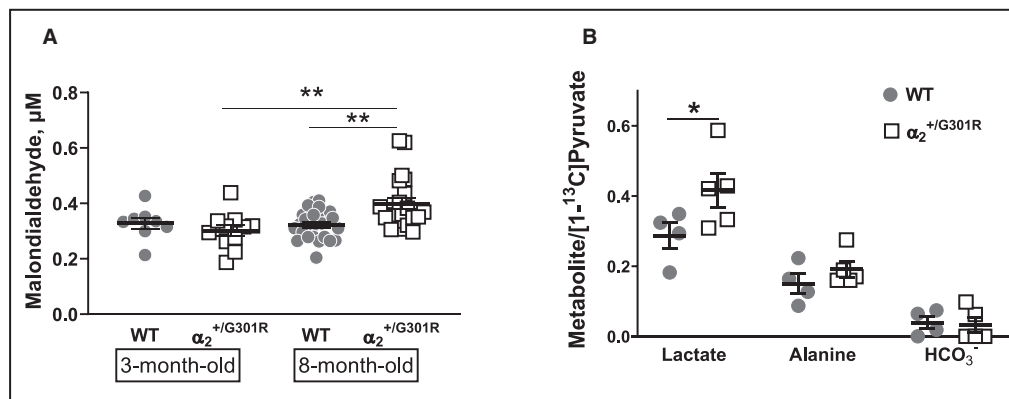 A
Malondialdehyde, µM
0.8
0.6
0.4
0.2
0.0
**
**
WT α₂⁺/ᴳ³⁰¹ᴿ WT α₂⁺/ᴳ³⁰¹ᴿ
3-month-old 8-month-old
B
Metabolite/[1-¹³C]Pyruvate
0.6
0.4
0.2
0.0
*
WT
α₂⁺/ᴳ³⁰¹ᴿ
Lactate Alanine HCO₃⁻